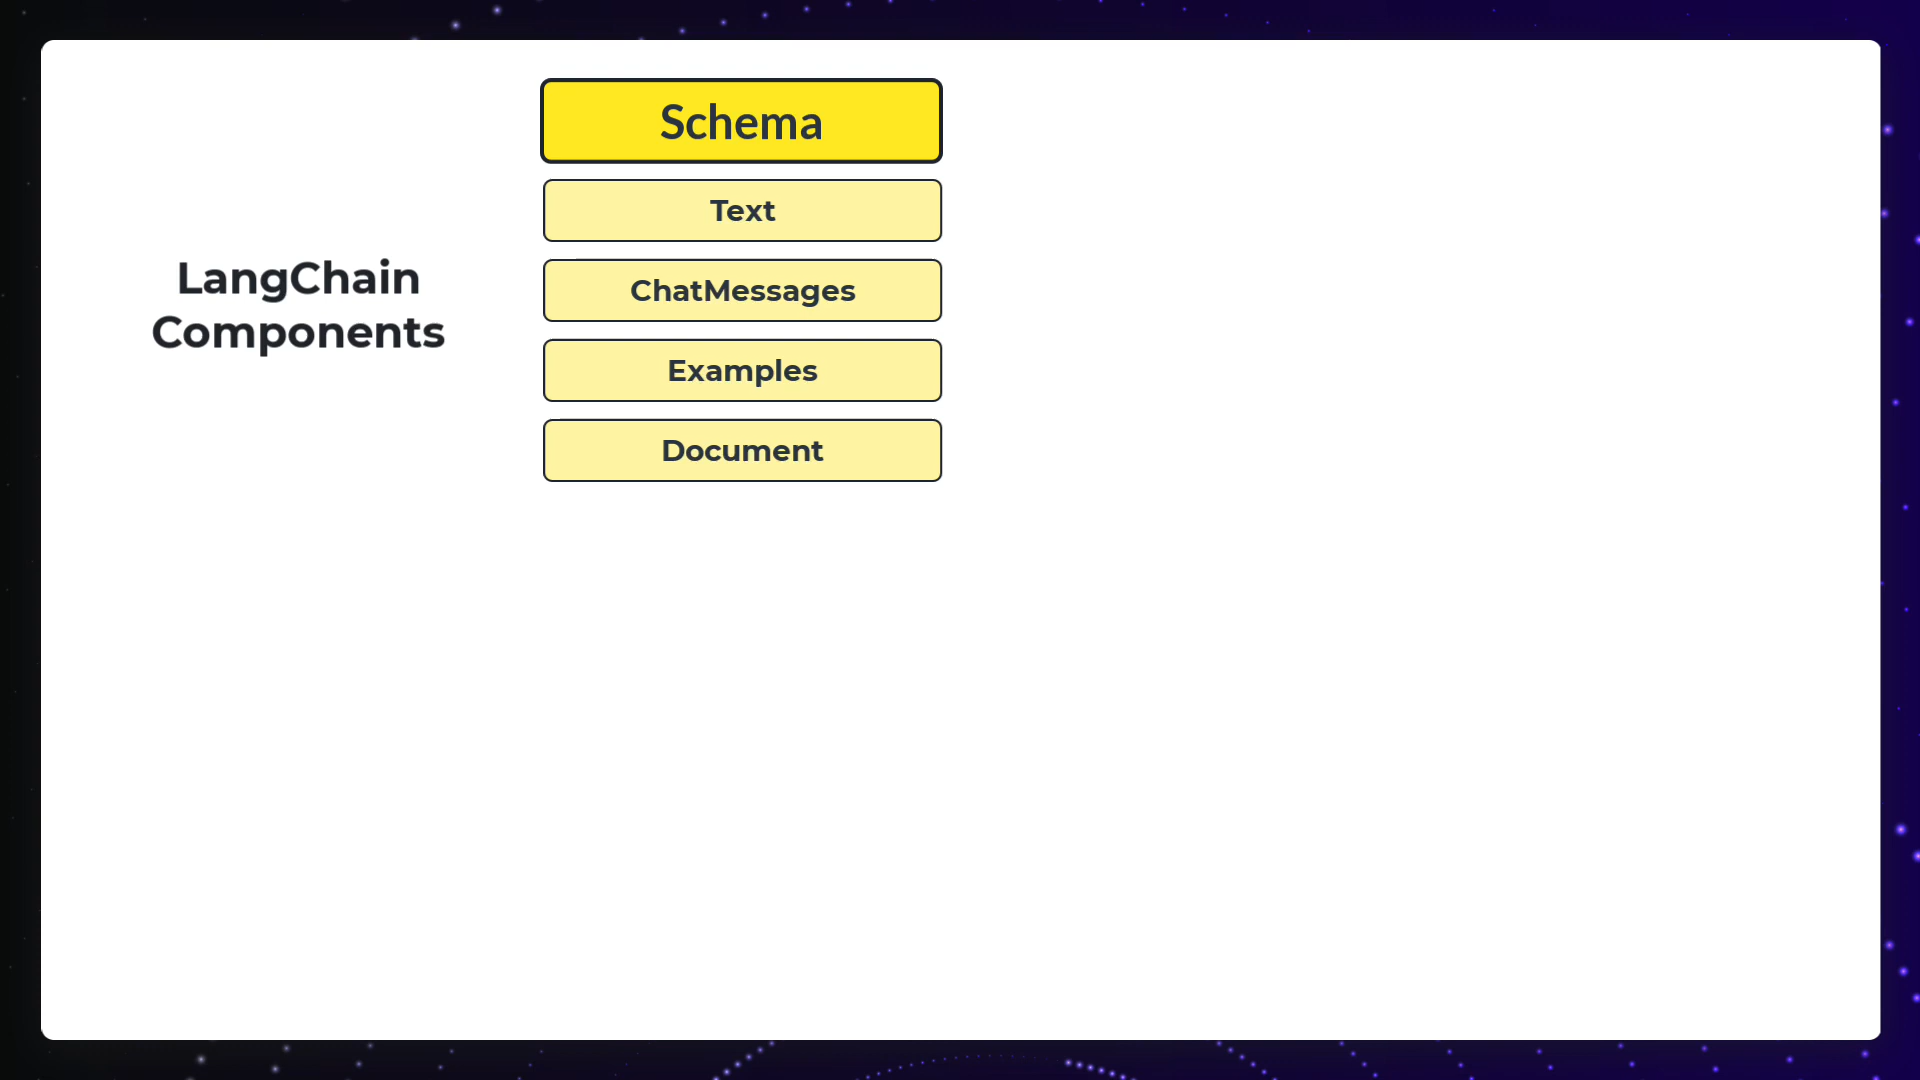 LangChain
Components
Schema
Text
ChatMessages
Examples
Document